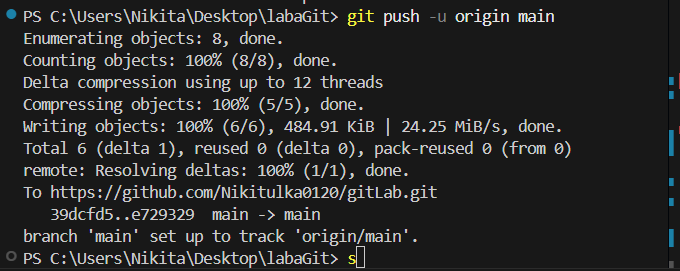 PS C:\Users\Nikita\Desktop\labaGit> git push -u origin main
Enumerating objects: 8, done.
Counting objects: 100% (8/8), done.
Delta compression using up to 12 threads
Compressing objects: 100% (5/5), done.
Writing objects: 100% (6/6), 484.91 KiB | 24.25 MiB/s, done.
Total 6 (delta 1), reused 0 (delta 0), pack-reused 0 (from 0)
remote: Resolving deltas: 100% (1/1), done.
To https://github.com/Nikitulka0120/gitLab.git
   39dcfd5..e729329  main -> main
branch 'main' set up to track 'origin/main'.
PS C:\Users\Nikita\Desktop\labaGit> s